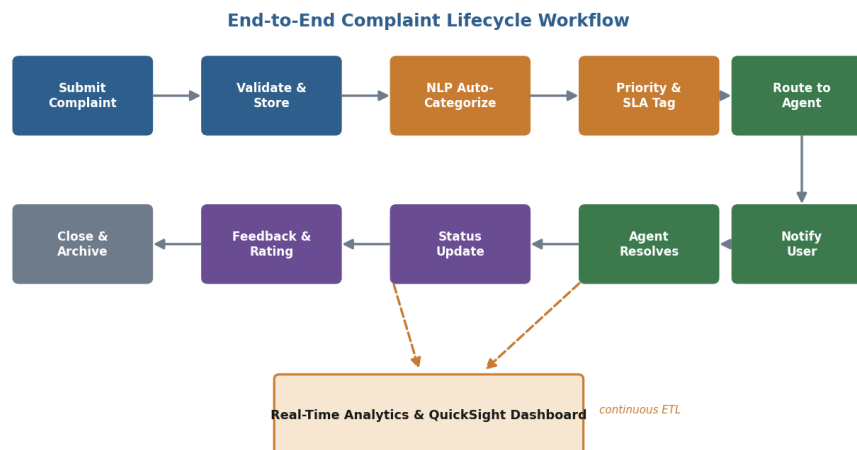 End-to-End Complaint Lifecycle Workflow
Submit
Complaint
Validate &
Store
NLP Auto-
Categorize
Priority &
SLA Tag
Route to
Agent
Close &
Archive
Feedback &
Rating
Status
Update
Agent
Resolves
Notify
User
Real-Time Analytics & QuickSight Dashboard
continuous ETL